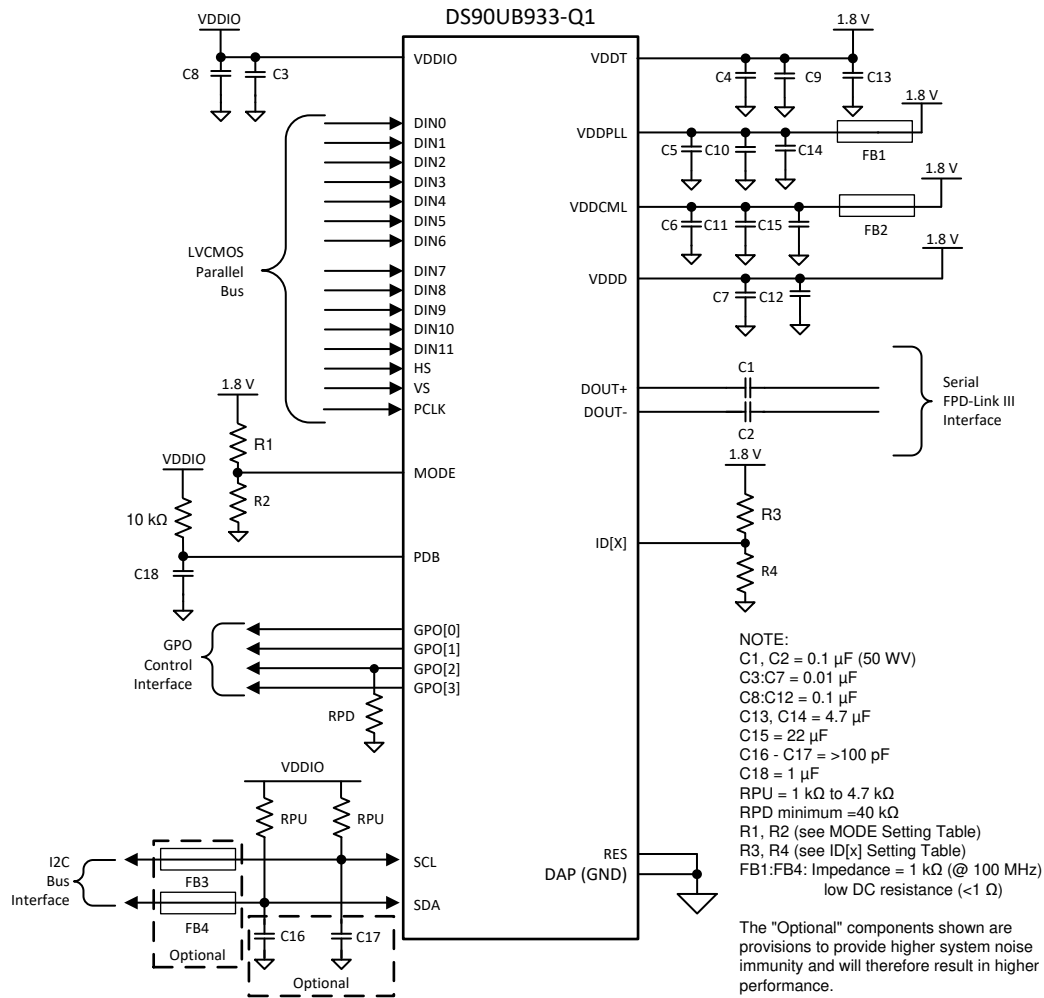 DS90UB933-Q1
VDDIO
C8
C3
VDDIO
DIN0
DIN1
DIN2
DIN3
DIN4
DIN5
DIN6
DIN7
DIN8
DIN9
DIN10
DIN11
HS
VS
PCLK
LVCMOS
Parallel
Bus
1.8 V
R1
R2
MODE
VDDIO
10 kΩ
C18
PDB
GPO[0]
GPO[1]
GPO[2]
GPO[3]
GPO
Control
Interface
RPD
VDDIO
RPU
RPU
I2C
Bus
Interface
FB3
FB4
Optional
SCL
SDA
C16
C17
Optional
VDDT
1.8 V
C4
C9
C13
VDDPLL
1.8 V
C5
C10
C14
FB1
VDDCML
1.8 V
C6
C11
C15
FB2
VDDD
1.8 V
C7
C12
DOUT+
DOUT-
C1
C2
Serial
FPD-Link III
Interface
1.8 V
R3
ID[X]
R4
RES
DAP (GND)
NOTE:
C1, C2 = 0.1 µF (50 WV)
C3:C7 = 0.01 µF
C8:C12 = 0.1 µF
C13, C14 = 4.7 µF
C15 = 22 µF
C16 - C17 = >100 pF
C18 = 1 µF
RPU = 1 kΩ to 4.7 kΩ
RPD minimum =40 kΩ
R1, R2 (see MODE Setting Table)
R3, R4 (see ID[x] Setting Table)
FB1:FB4: Impedance = 1 kΩ (@ 100 MHz)
low DC resistance (<1 Ω)
The "Optional" components shown are
provisions to provide higher system noise
immunity and will therefore result in higher
performance.